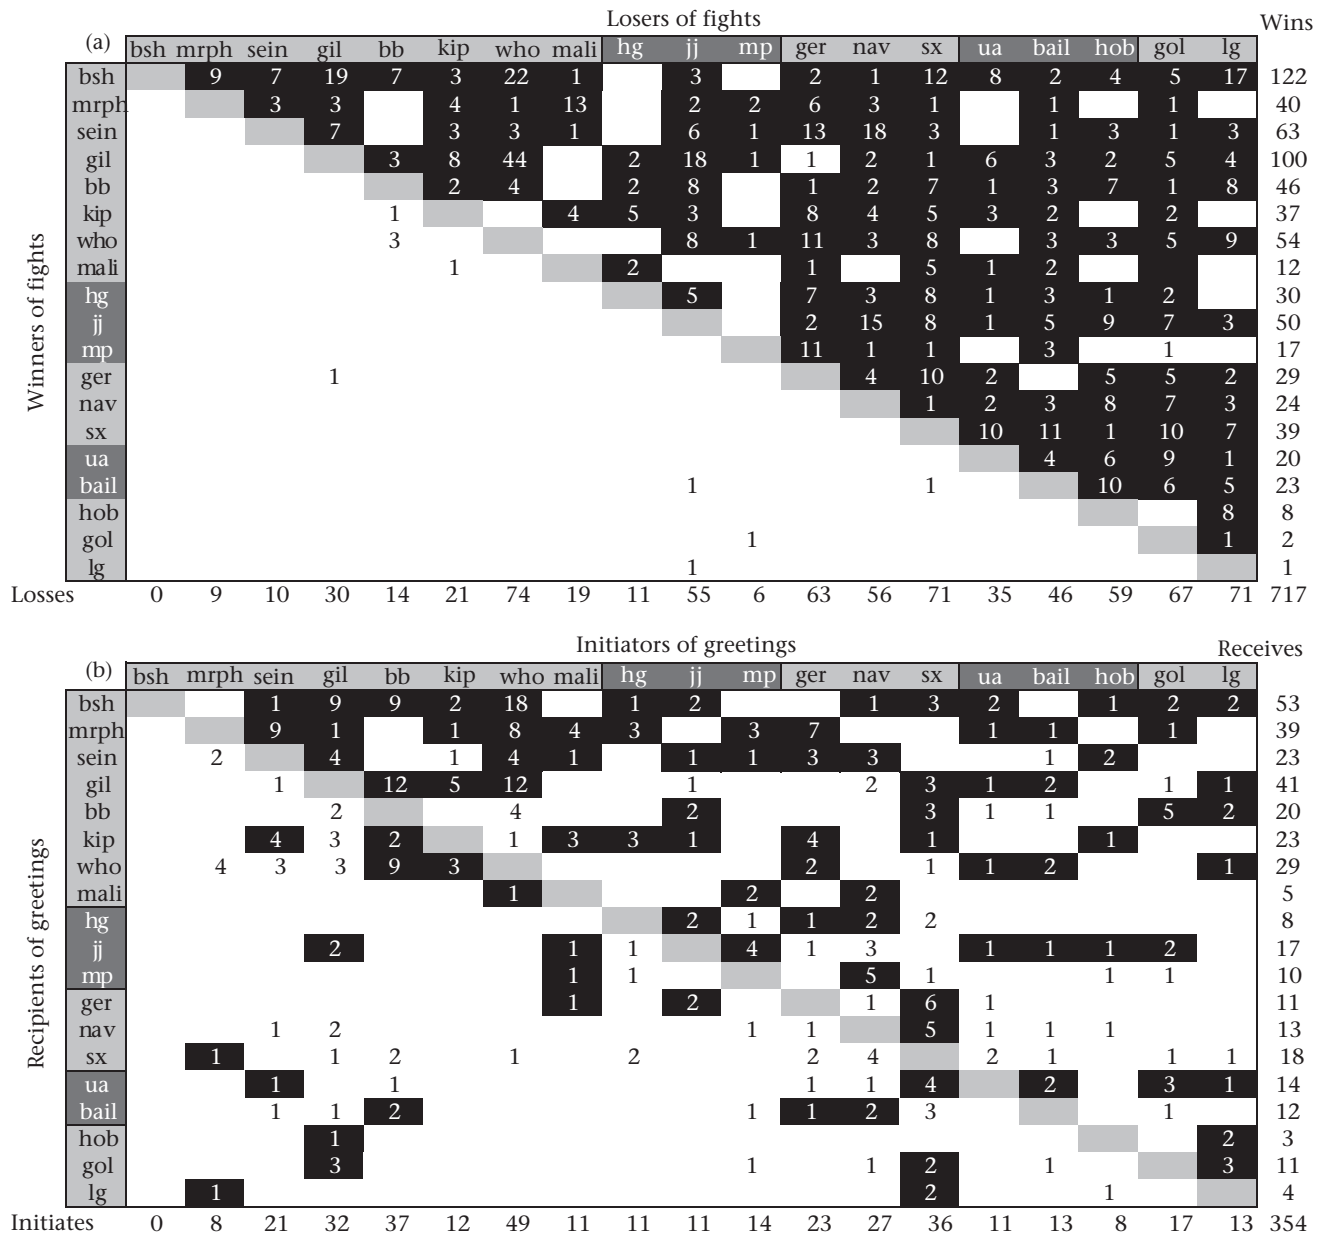 Losers of fights Wins
(a) bsh mrph sein gil bb kip who mali hg jj mp ger nav sx ua bail hob gol lg
bsh 9 7 19 7 3 22 1 3 2 1 12 8 2 4 5 17 122
mrph 3 3 4 1 13 2 2 6 3 1 1 1 40
sein 7 3 3 1 6 1 13 18 3 1 3 1 3 63
gil 3 8 44 2 18 1 1 2 1 6 3 2 5 4 100
bb 2 4 2 8 1 2 7 1 3 7 1 8 46
kip 1 4 5 3 8 4 5 3 2 2 37
who 3 8 1 11 3 8 3 3 5 9 54
mali 1 2 1 5 1 2 12
hg 5 7 3 8 1 3 1 2 30
jj 2 15 8 1 5 9 7 3 50
mp 11 1 1 3 1 17
ger 1 4 10 2 5 5 2 29
nav 1 2 3 8 7 3 24
sx 10 11 1 10 7 39
ua 4 6 9 1 20
bail 1 1 10 6 5 23
hob 8 8
gol 1 1 2
lg 1 1
Winners of fights
Losses 0 9 10 30 14 21 74 19 11 55 6 63 56 71 35 46 59 67 71 717
Initiators of greetings Receives
(b) bsh mrph sein gil bb kip who mali hg jj mp ger nav sx ua bail hob gol lg
bsh 1 9 9 2 18 1 2 1 3 2 1 2 2 53
mrph 9 1 1 8 4 3 3 7 1 1 1 39
sein 2 4 1 4 1 1 1 3 3 1 2 23
gil 1 12 5 12 1 2 3 1 2 1 1 41
bb 2 4 2 3 1 1 5 2 20
kip 4 3 2 1 3 3 1 4 1 1 23
who 4 3 3 9 3 2 1 1 2 1 29
mali 1 2 2 5
hg 2 1 1 2 2 8
jj 2 1 1 4 1 3 1 1 1 2 17
mp 1 1 5 1 1 1 10
ger 1 2 1 6 1 11
nav 1 2 1 1 5 1 1 1 13
sx 1 1 2 1 2 2 4 2 1 1 1 18
ua 1 1 1 1 4 2 3 1 14
bail 1 1 2 1 1 2 3 1 12
hob 1 2 3
gol 3 1 1 2 1 3 11
lg 1 2 1 4
Recipients of greetings
Initiates 0 8 21 32 37 12 49 11 11 11 14 23 27 36 11 13 8 17 13 354